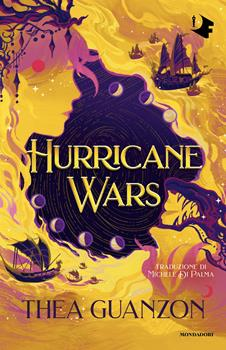 HURRICANE
WARS
TRADUZIONE DI
MICHELE DI PALMA
THEA GUANZON
MONDADORI